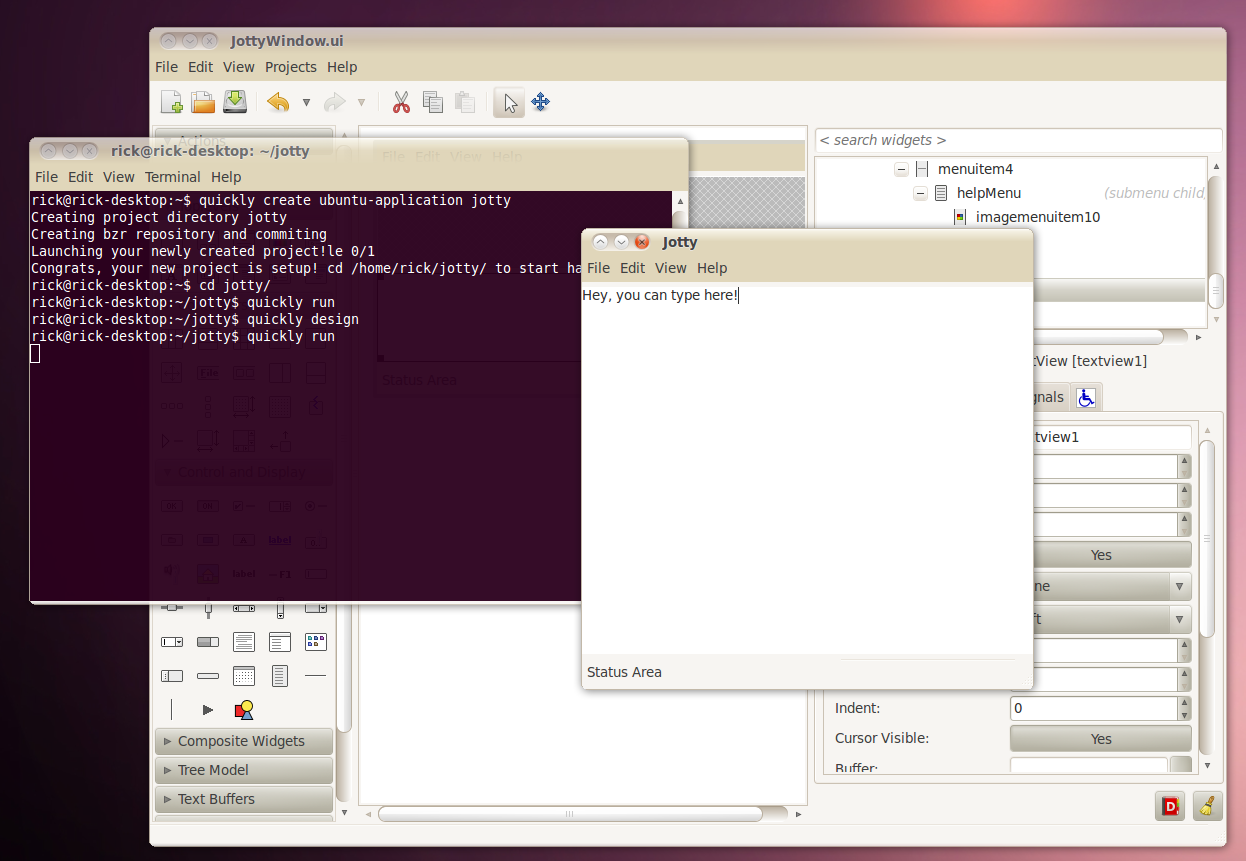 JottyWindow.ui
File Edit View Projects Help
Actions
File Edit View Help
< search widgets >
menuitem4
helpMenu (submenu child
imagemenuitem10
rick@rick-desktop: ~/jotty
File Edit View Terminal Help
rick@rick-desktop:~$ quickly create ubuntu-application jotty
Creating project directory jotty
Creating bzr repository and commiting
Launching your newly created project!le 0/1
Congrats, your new project is setup! cd /home/rick/jotty/ to start ha
rick@rick-desktop:~$ cd jotty/
rick@rick-desktop:~/jotty$ quickly run
rick@rick-desktop:~/jotty$ quickly design
rick@rick-desktop:~/jotty$ quickly run
Status Area
Control and Display
label
label
Jotty
File Edit View Help
Hey, you can type here!
Status Area
tView [textview1]
gnals
tview1
Yes
ne
ft
Indent: 0
Cursor Visible: Yes
Buffer:
Composite Widgets
Tree Model
Text Buffers
D